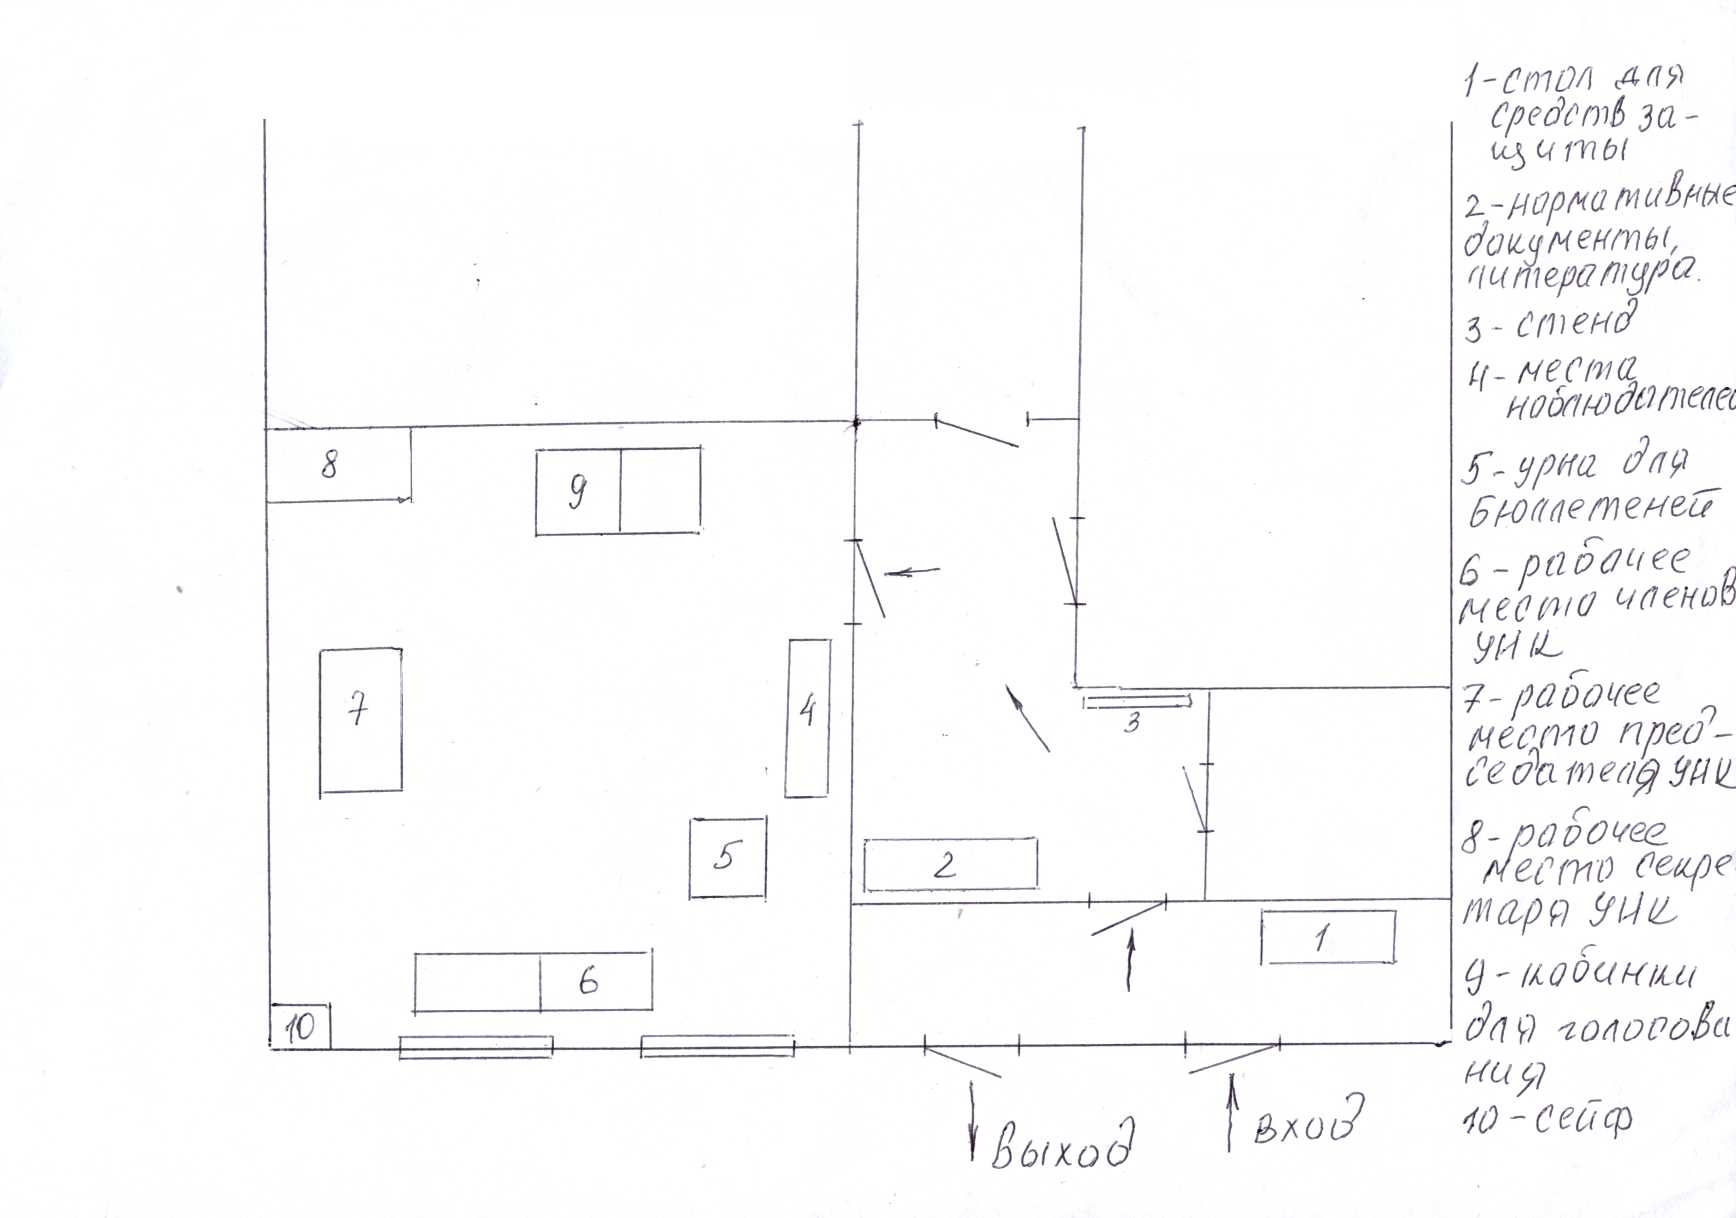 1-стол для
средств за-
щиты
2-нормативные
документы,
литература.
3-стенд
4-места
наблюдателей
5-урна для
бюллетеней
6-рабочее
место членов
УИК
7-рабочее
место пред-
седателя УИК
8-рабочее
место секре
таря УИК
9-кабинки
для голосова
ния
10-сейф
8
9
7
4
3
5
2
1
6
10
выход
вход